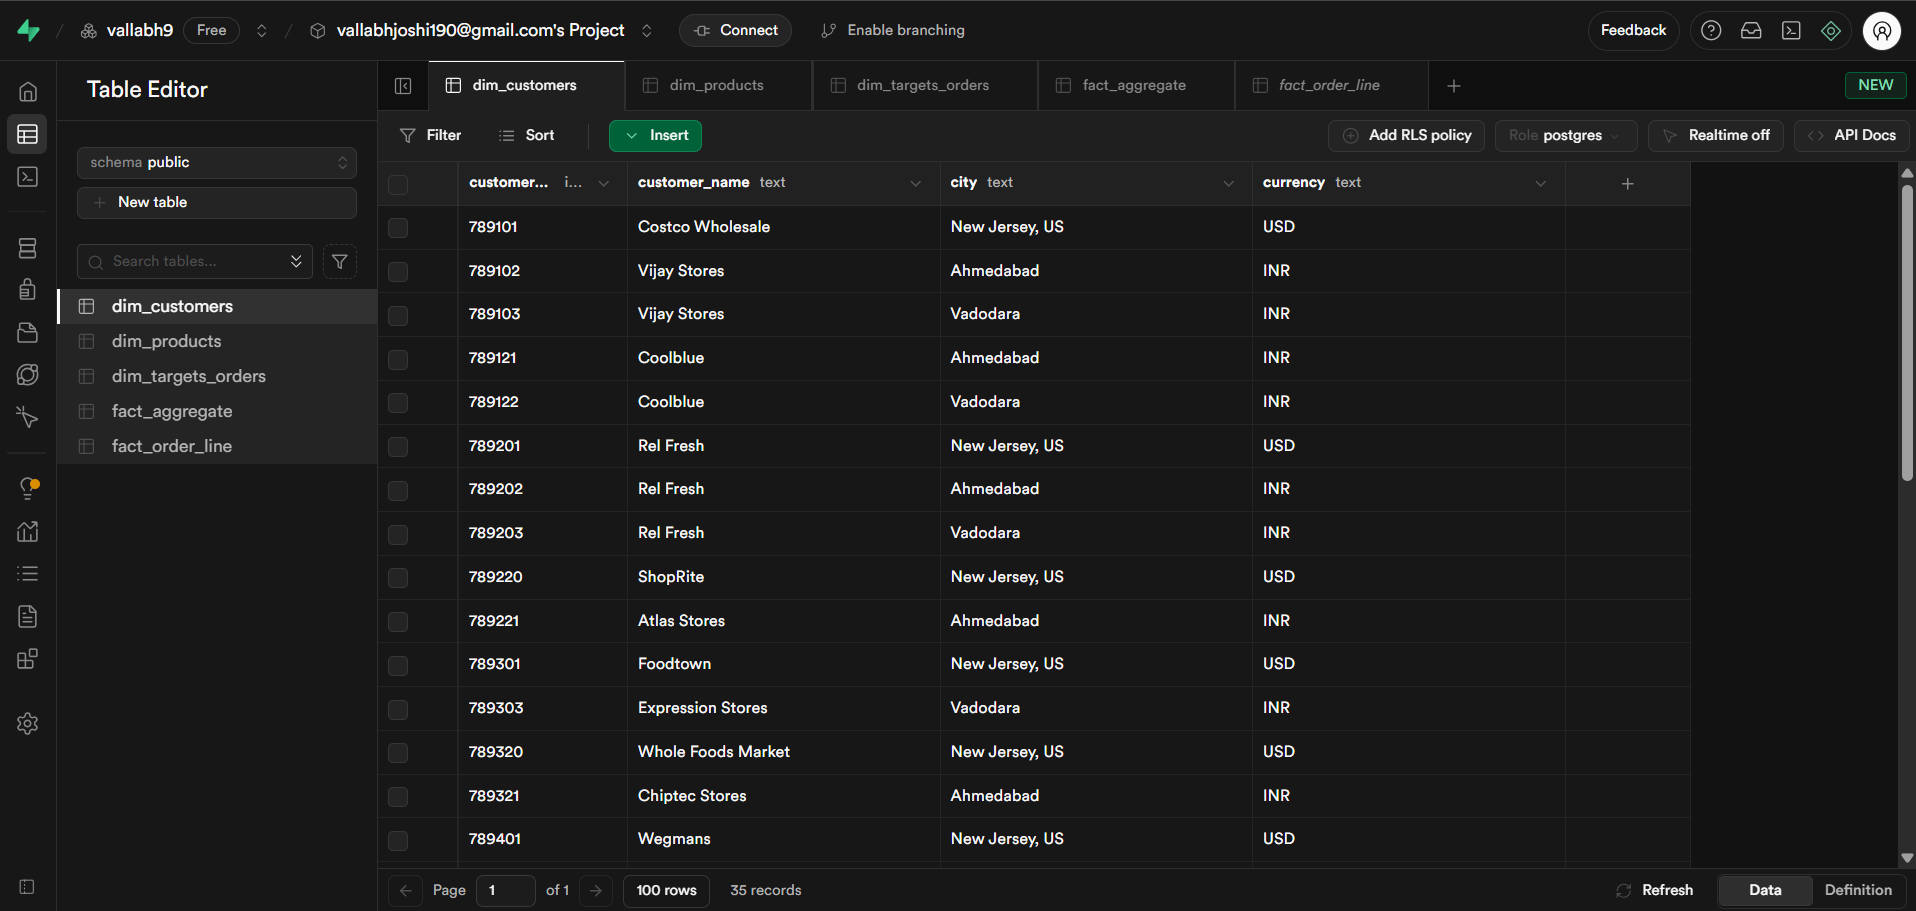 vallabh9 Free vallabhjoshi190@gmail.com's Project Connect Enable branching Feedback
Table Editor
dim_customers dim_products dim_targets_orders fact_aggregate fact_order_line NEW
Filter Sort Insert Add RLS policy Role postgres Realtime off API Docs
schema public
New table
Search tables...
dim_customers
dim_products
dim_targets_orders
fact_aggregate
fact_order_line
customer... i... customer_name text city text currency text
789101 Costco Wholesale New Jersey, US USD
789102 Vijay Stores Ahmedabad INR
789103 Vijay Stores Vadodara INR
789121 Coolblue Ahmedabad INR
789122 Coolblue Vadodara INR
789201 Rel Fresh New Jersey, US USD
789202 Rel Fresh Ahmedabad INR
789203 Rel Fresh Vadodara INR
789220 ShopRite New Jersey, US USD
789221 Atlas Stores Ahmedabad INR
789301 Foodtown New Jersey, US USD
789303 Expression Stores Vadodara INR
789320 Whole Foods Market New Jersey, US USD
789321 Chiptec Stores Ahmedabad INR
789401 Wegmans New Jersey, US USD
Page 1 of 1 100 rows 35 records Refresh Data Definition